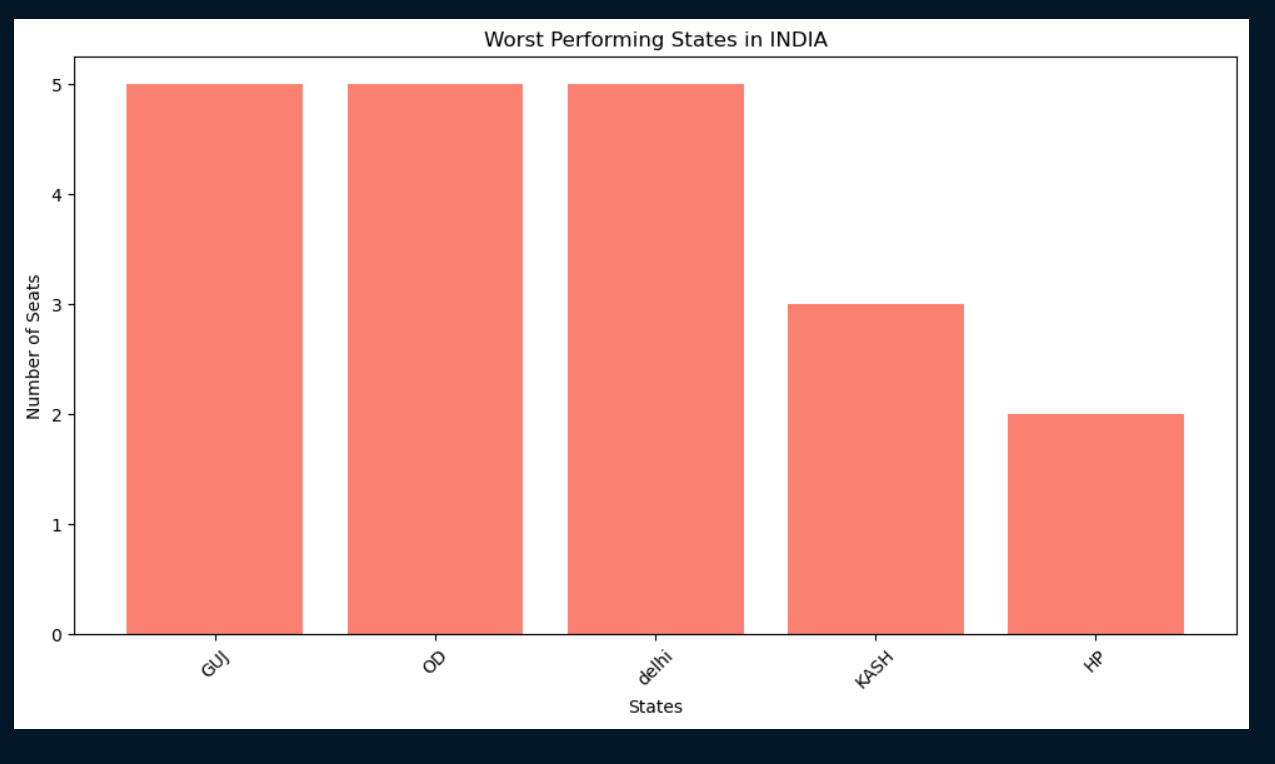 Worst Performing States in INDIA
Number of Seats
5
4
3
2
1
0
GUJ
OD
delhi
KASH
HP
States